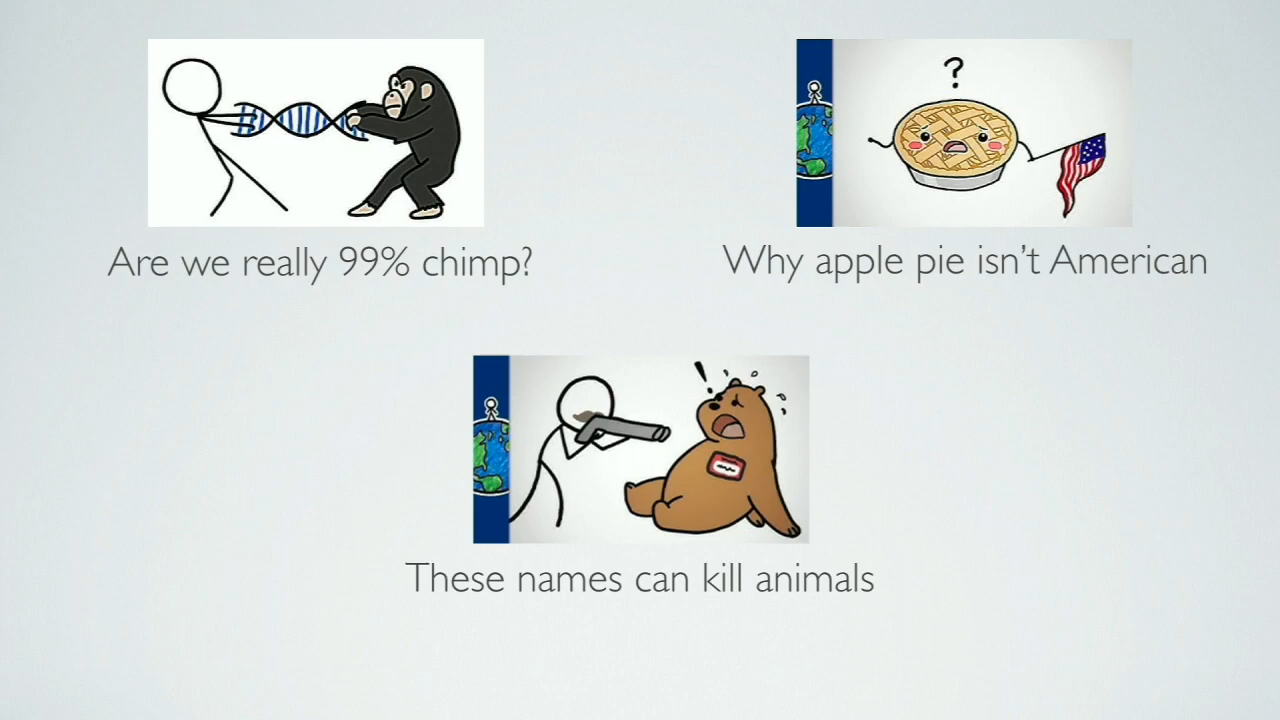 ?
Are we really 99% chimp?
Why apple pie isn't American
!
These names can kill animals